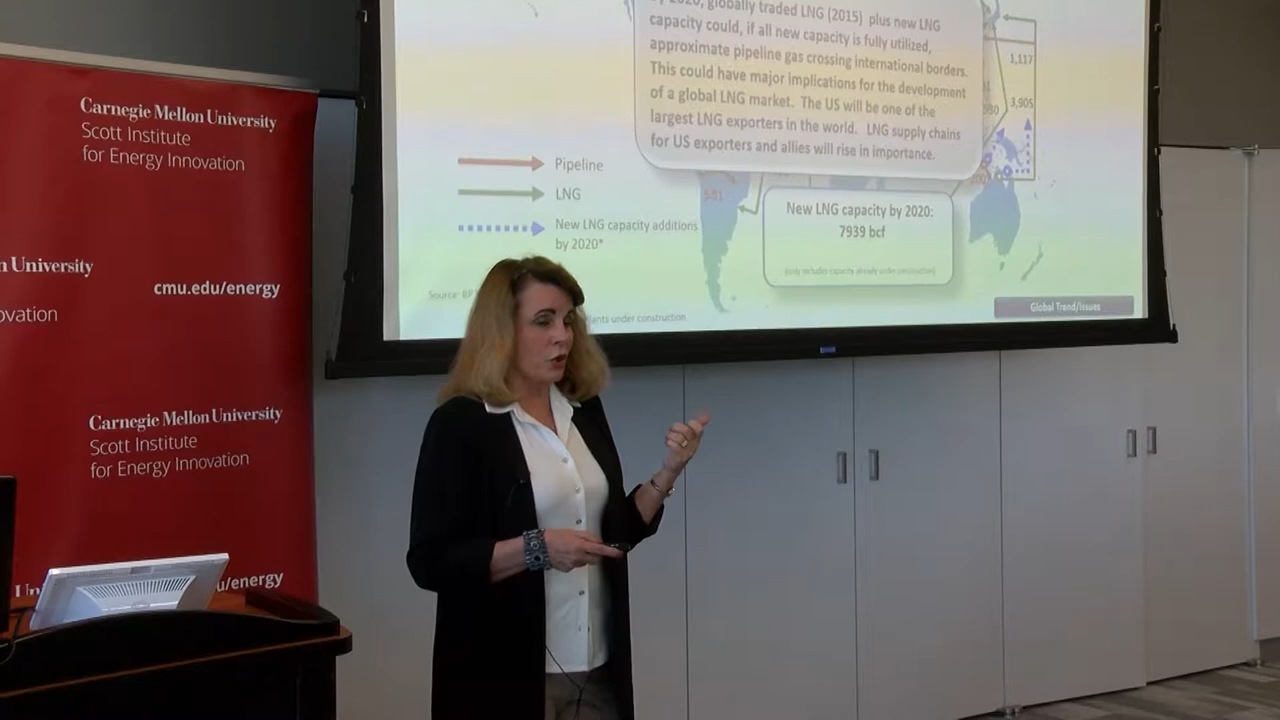 Carnegie Mellon University
Scott Institute
for Energy Innovation
n University
ovation
cmu.edu/energy
Carnegie Mellon University
Scott Institute
for Energy Innovation
Un
u/energy
by 2020, globally traded LNG (2015) plus new LNG
capacity could, if all new capacity is fully utilized,
approximate pipeline gas crossing international borders.
This could have major implications for the development
of a global LNG market. The US will be one of the
largest LNG exporters in the world. LNG supply chains
for US exporters and allies will rise in importance.
1,117
3,905
Pipeline
LNG
New LNG capacity additions
by 2020*
581
New LNG capacity by 2020:
7939 bcf
(only includes capacity already under construction)
Source: BP
lants under construction.
Global Trend/Issues